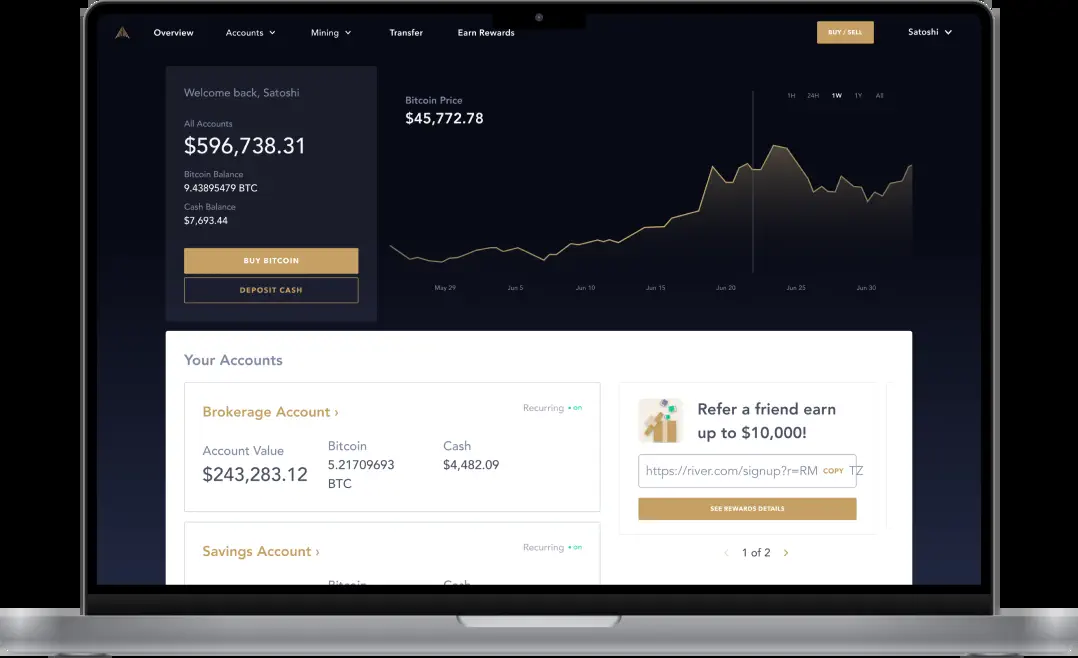 Overview
Accounts
Mining
Transfer
Earn Rewards
BUY / SELL
Satoshi
Welcome back, Satoshi
All Accounts
$596,738.31
Bitcoin Balance
9.43895479 BTC
Cash Balance
$7,693.44
BUY BITCOIN
DEPOSIT CASH
Bitcoin Price
$45,772.78
1H 24H 1W 1Y All
May 29 Jun 5 Jun 10 Jun 15 Jun 20 Jun 25 Jun 30
Your Accounts
Brokerage Account ›
Recurring • on
Account Value
$243,283.12
Bitcoin
5.21709693
BTC
Cash
$4,482.09
Savings Account ›
Recurring • on
Bitcoin
Cash
Refer a friend earn
up to $10,000!
https://river.com/signup?r=RM COPY TZ
SEE REWARDS DETAILS
‹ 1 of 2 ›